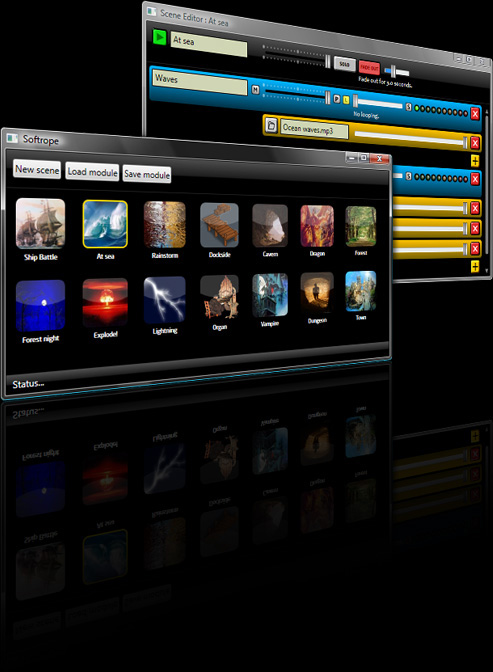 Scene Editor : At sea
At sea
SOLO
FADE OUT
Fade out for 3.0 seconds.
Waves
M
P
L
S
X
No looping.
Ocean waves.mp3
X
+
S
X
X
X
X
+
Softrope
X
New scene
Load module
Save module
Ship Battle
At sea
Rainstorm
Dockside
Cavern
Dragon
Forest
Forest night
Explode!
Lightning
Organ
Vampire
Dungeon
Town
Status...